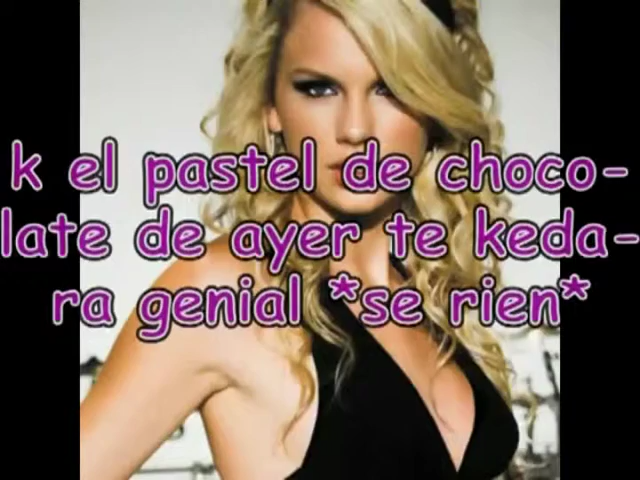 k el pastel de choco-
late de ayer te keda-
ra genial *se rien*